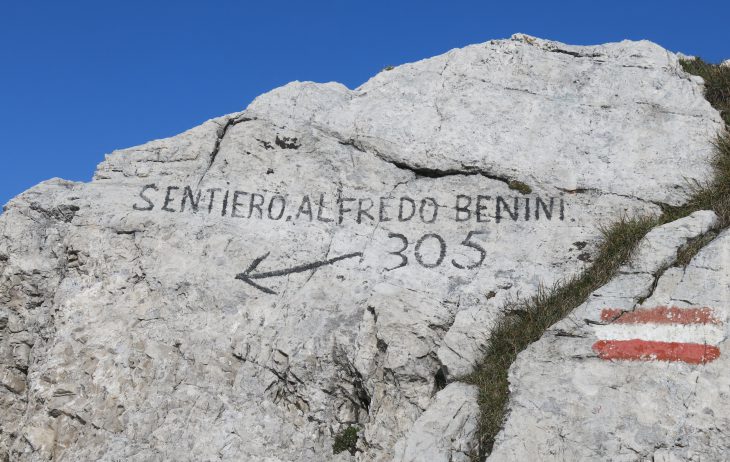 SENTIERO. ALFREDO BENINI.
305